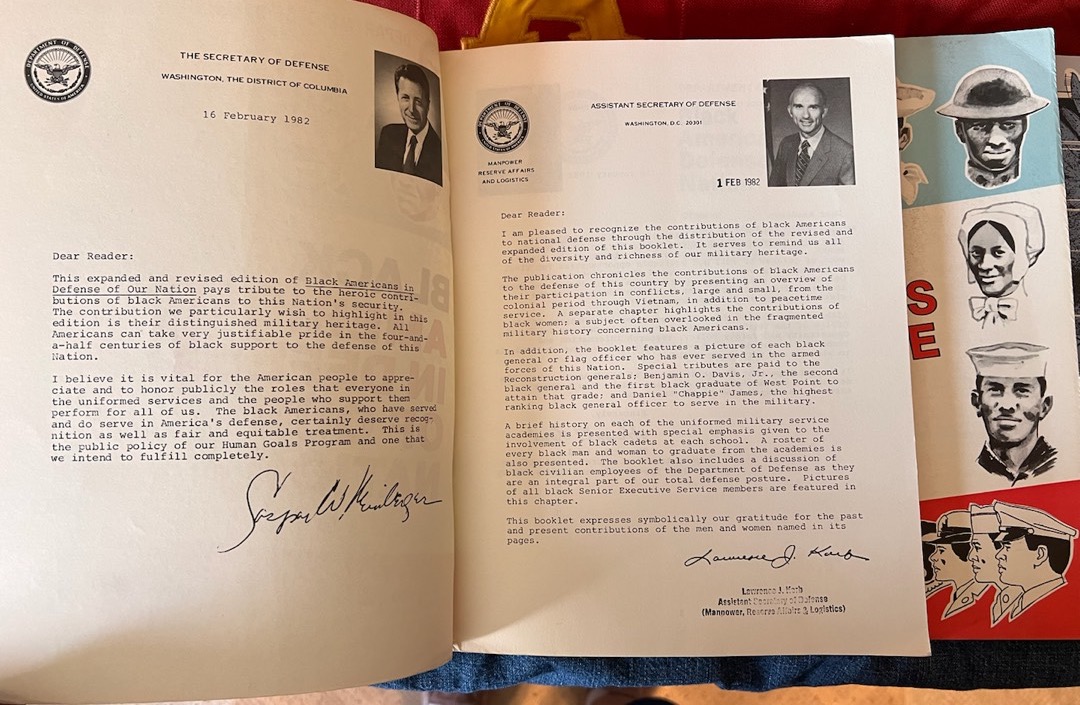 THE SECRETARY OF DEFENSE
WASHINGTON, THE DISTRICT OF COLUMBIA
16 February 1982
Dear Reader:
This expanded and revised edition of Black Americans in
Defense of Our Nation pays tribute to the heroic contri-
butions of black Americans to this Nation's security.
The contribution we particularly wish to highlight in this
edition is their distinguished military heritage. All
Americans can take very justifiable pride in the four-and-
a-half centuries of black support to the defense of this
Nation.
I believe it is vital for the American people to appre-
ciate and to honor publicly the roles that everyone in
the uniformed services and the people who support them
perform for all of us. The black Americans, who have served
and do serve in America's defense, certainly deserve recog-
nition as well as fair and equitable treatment. This is
the public policy of our Human Goals Program and one that
we intend to fulfill completely.
DEPARTMENT OF DEFENSE
UNITED STATES OF AMERICA
ASSISTANT SECRETARY OF DEFENSE
WASHINGTON, D.C. 20301
MANPOWER
RESERVE AFFAIRS
AND LOGISTICS
1 FEB 1982
Dear Reader:
I am pleased to recognize the contributions of black Americans
to national defense through the distribution of the revised and
expanded edition of this booklet. It serves to remind us all
of the diversity and richness of our military heritage.
The publication chronicles the contributions of black Americans
to the defense of this country by presenting an overview of
their participation in conflicts, large and small, from the
colonial period through Vietnam, in addition to peacetime
service. A separate chapter highlights the contributions of
black women; a subject often overlooked in the fragmented
military history concerning black Americans.
In addition, the booklet features a picture of each black
general or flag officer who has ever served in the armed
forces of this Nation. Special tributes are paid to the
Reconstruction generals; Benjamin O. Davis, Jr., the second
black general and the first black graduate of West Point to
attain that grade; and Daniel "Chappie" James, the highest
ranking black general officer to serve in the military.
A brief history on each of the uniformed military service
academies is presented with special emphasis given to the
involvement of black cadets at each school. A roster of
every black man and woman to graduate from the academies is
also presented. The booklet also includes a discussion of
black civilian employees of the Department of Defense as they
are an integral part of our total defense posture. Pictures
of all black Senior Executive Service members are featured in
this chapter.
This booklet expresses symbolically our gratitude for the past
and present contributions of the men and women named in its
pages.
Lawrence J. Korb
Lawrence J. Korb
Assistant Secretary of Defense
(Manpower, Reserve Affairs & Logistics)
S
E